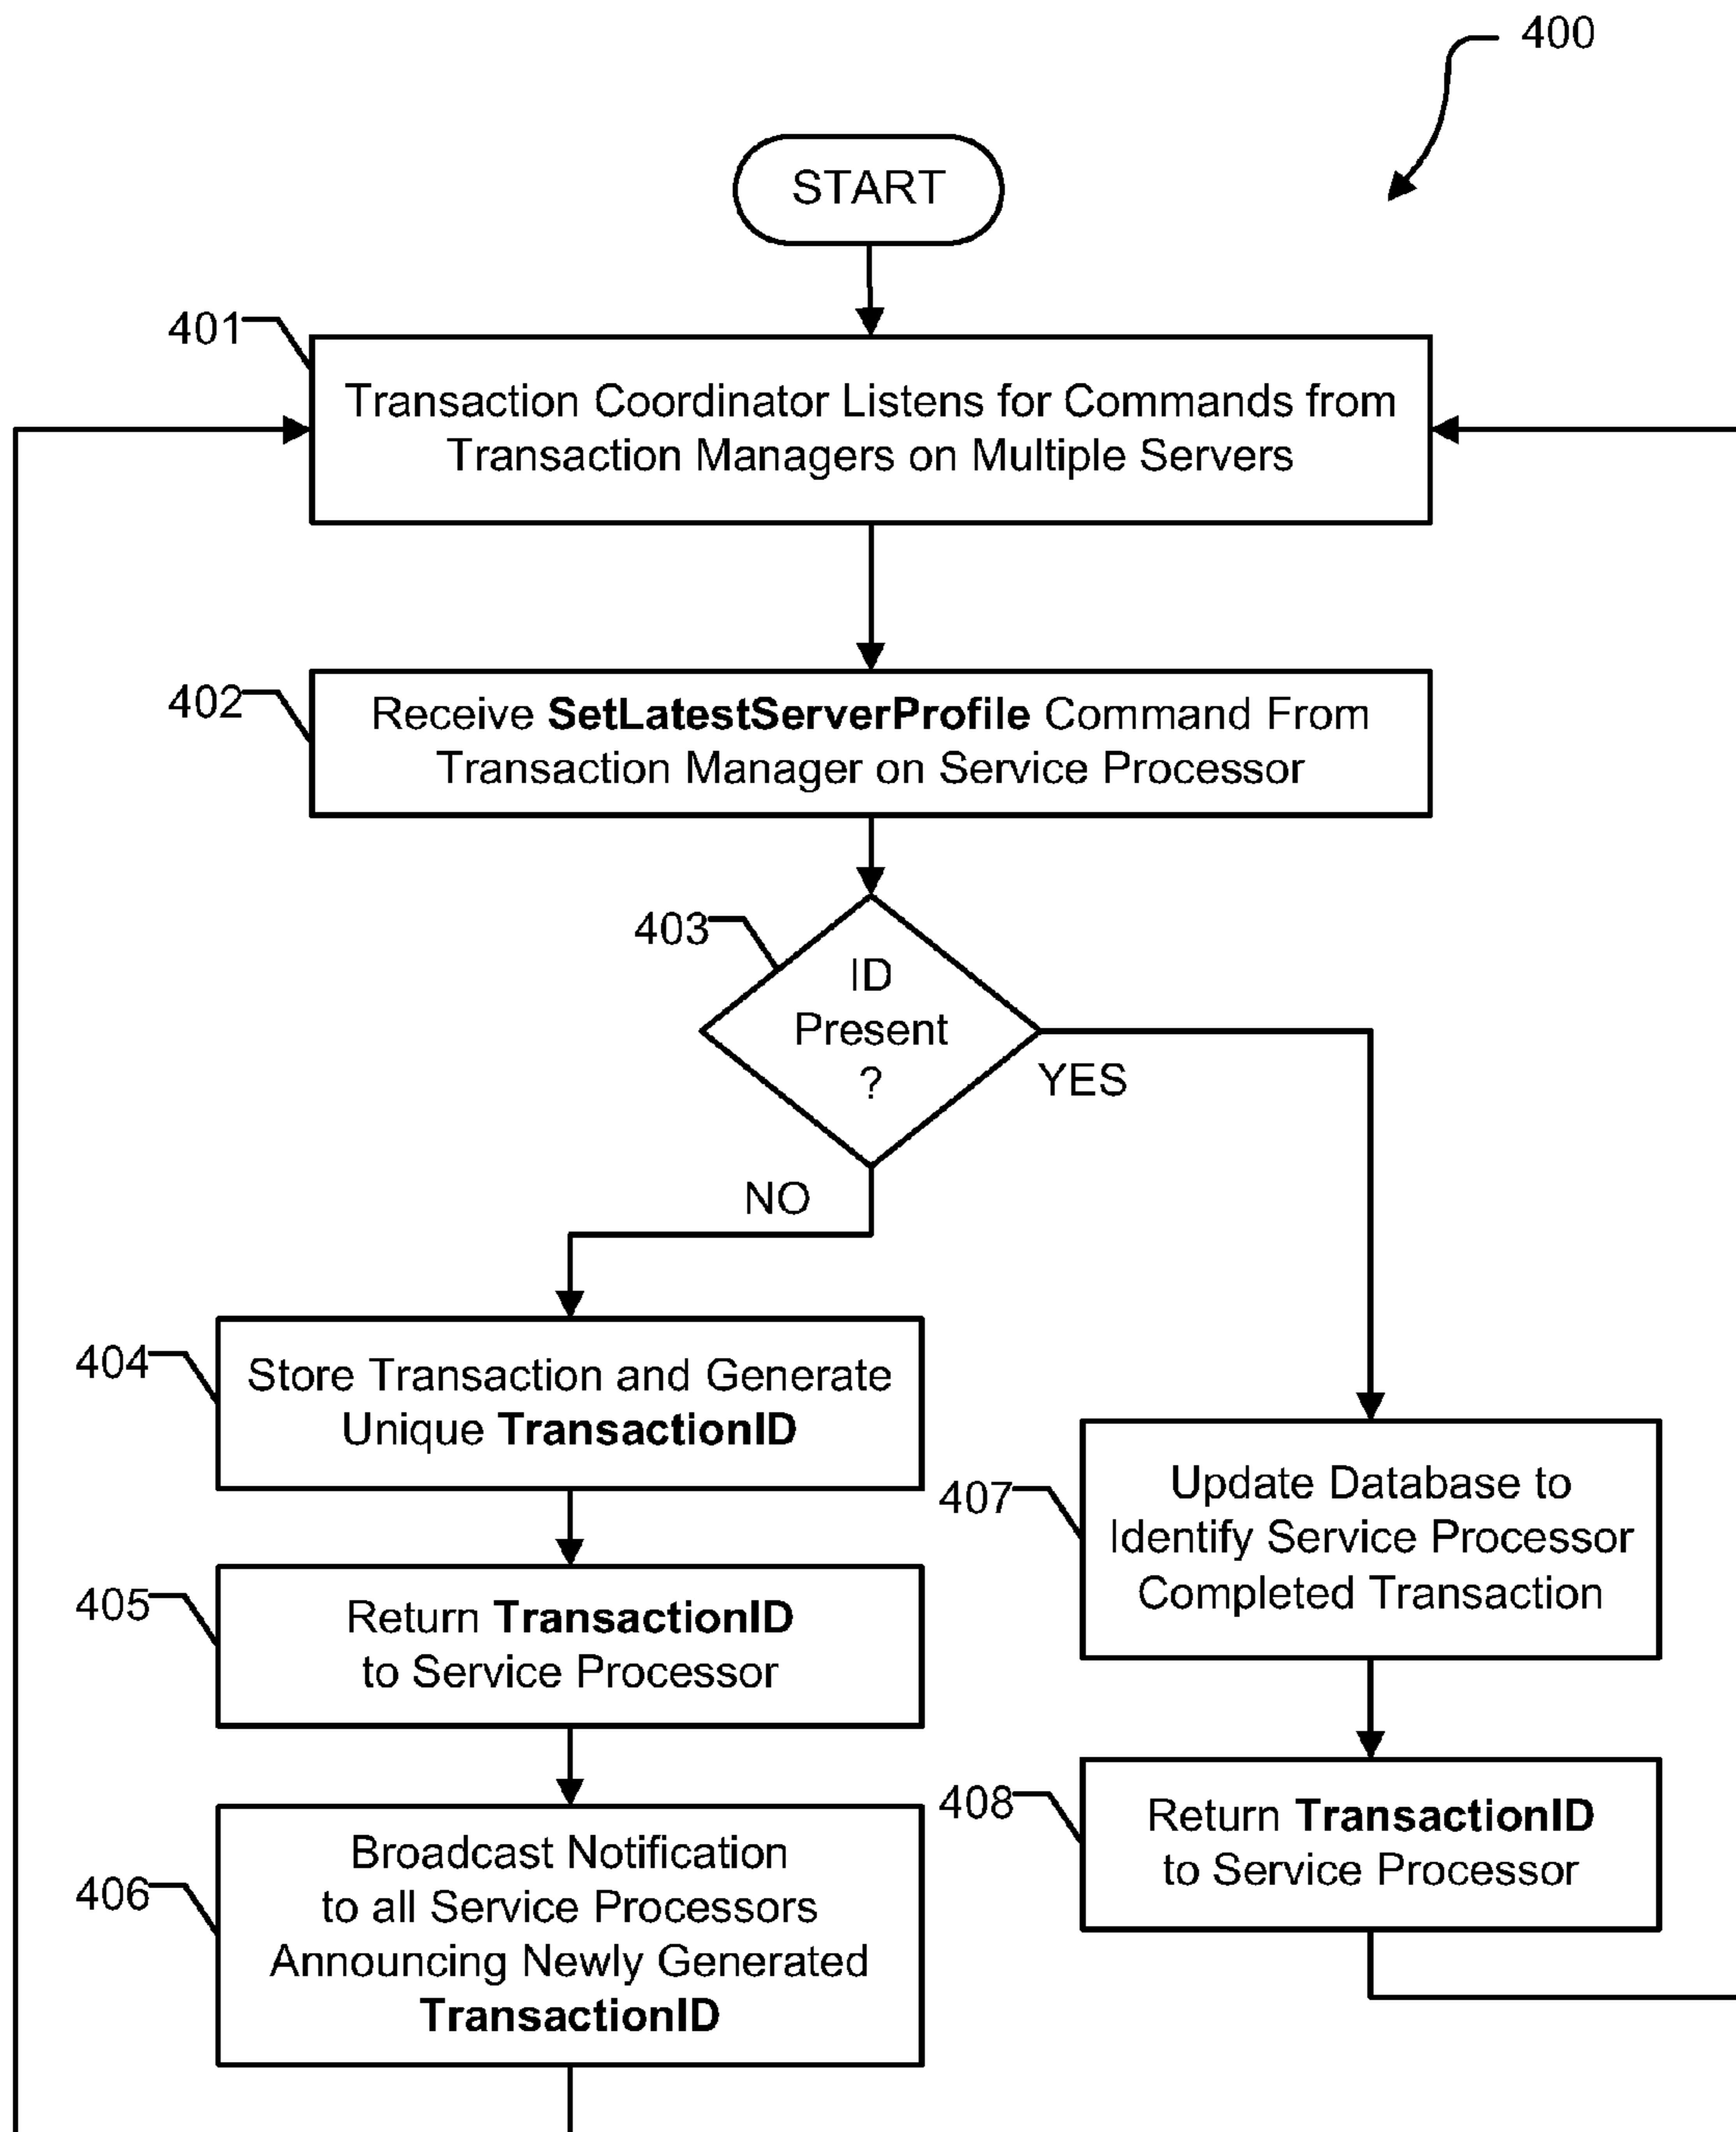 400
START
401
Transaction Coordinator Listens for Commands from
Transaction Managers on Multiple Servers
402
Receive SetLatestServerProfile Command From
Transaction Manager on Service Processor
403
ID
Present
?
YES
NO
404
Store Transaction and Generate
Unique TransactionID
405
Return TransactionID
to Service Processor
406
Broadcast Notification
to all Service Processors
Announcing Newly Generated
TransactionID
407
Update Database to
Identify Service Processor
Completed Transaction
408
Return TransactionID
to Service Processor